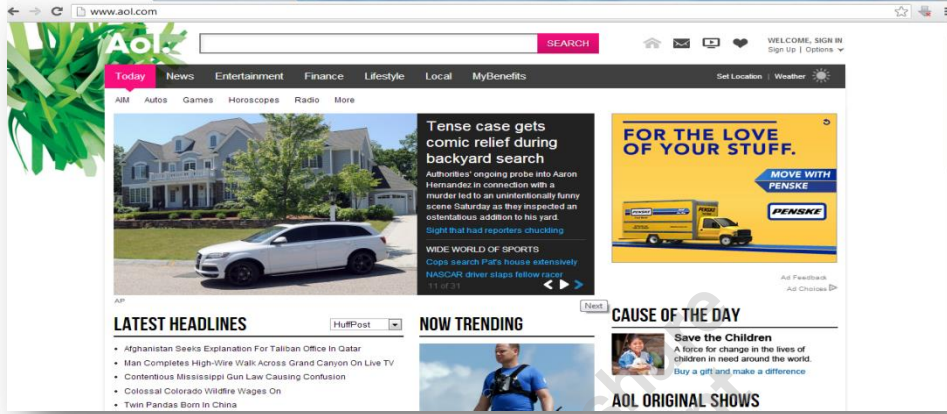 www.aol.com
Aol.
SEARCH
WELCOME, SIGN IN
Sign Up | Options
Today News Entertainment Finance Lifestyle Local MyBenefits
Set Location | Weather
AIM Autos Games Horoscopes Radio More
Tense case gets
comic relief during
backyard search
Authorities' ongoing probe into Aaron
Hernandez in connection with a
murder led to an unintentionally funny
scene Saturday as they inspected an
ostentatious addition to his yard.
Sight that had reporters chuckling
WIDE WORLD OF SPORTS
Cops search Pat's house extensively
NASCAR driver slaps fellow racer
11 of 31
Next
AP
FOR THE LOVE
OF YOUR STUFF.
MOVE WITH
PENSKE
PENSKE
PENSKE
Ad Feedback
Ad Choices
LATEST HEADLINES
HuffPost
Afghanistan Seeks Explanation For Taliban Office In Qatar
Man Completes High-Wire Walk Across Grand Canyon On Live TV
Contentious Mississippi Gun Law Causing Confusion
Colossal Colorado Wildfire Wages On
Twin Pandas Born In China
NOW TRENDING
CAUSE OF THE DAY
Save the Children
A force for change in the lives of
children in need around the world.
Buy a gift and make a difference
AOL ORIGINAL SHOWS